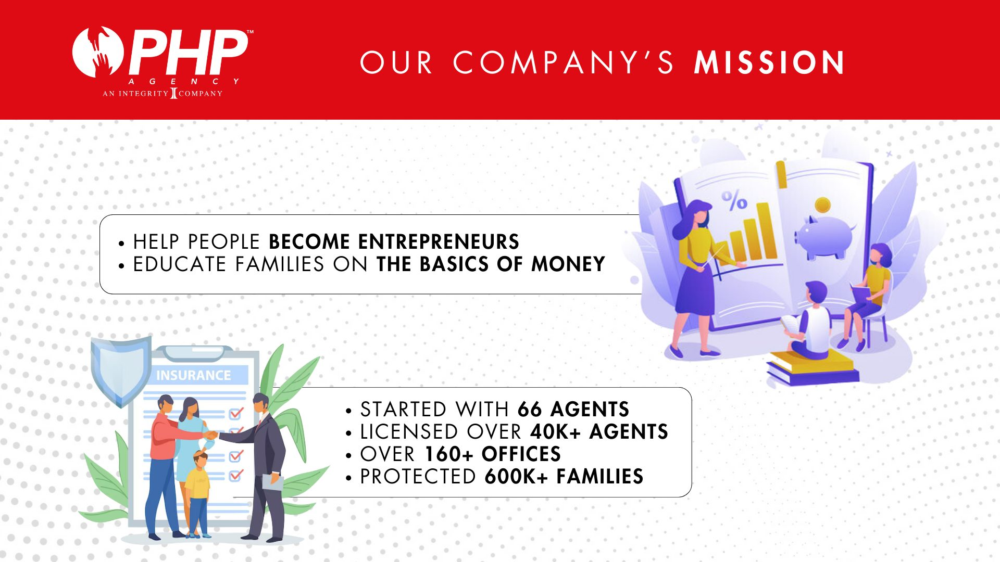 PHP™
AGENCY
AN INTEGRITY COMPANY
OUR COMPANY'S MISSION
• HELP PEOPLE BECOME ENTREPRENEURS
• EDUCATE FAMILIES ON THE BASICS OF MONEY
%
INSURANCE
• STARTED WITH 66 AGENTS
• LICENSED OVER 40K+ AGENTS
• OVER 160+ OFFICES
• PROTECTED 600K+ FAMILIES